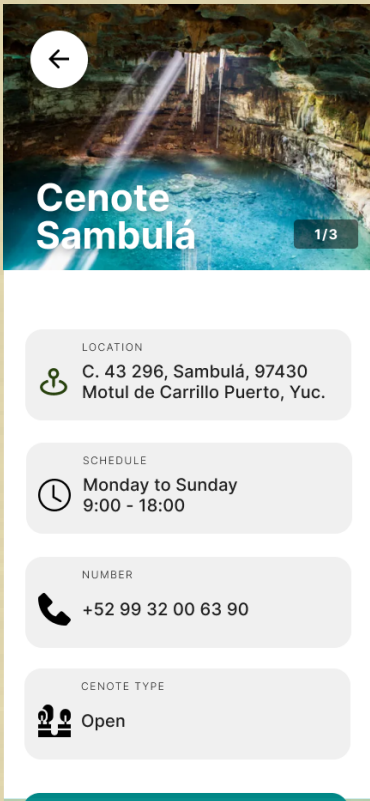 Cenote
Sambulá
1/3
LOCATION
C. 43 296, Sambulá, 97430
Motul de Carrillo Puerto, Yuc.
SCHEDULE
Monday to Sunday
9:00 - 18:00
NUMBER
+52 99 32 00 63 90
CENOTE TYPE
Open